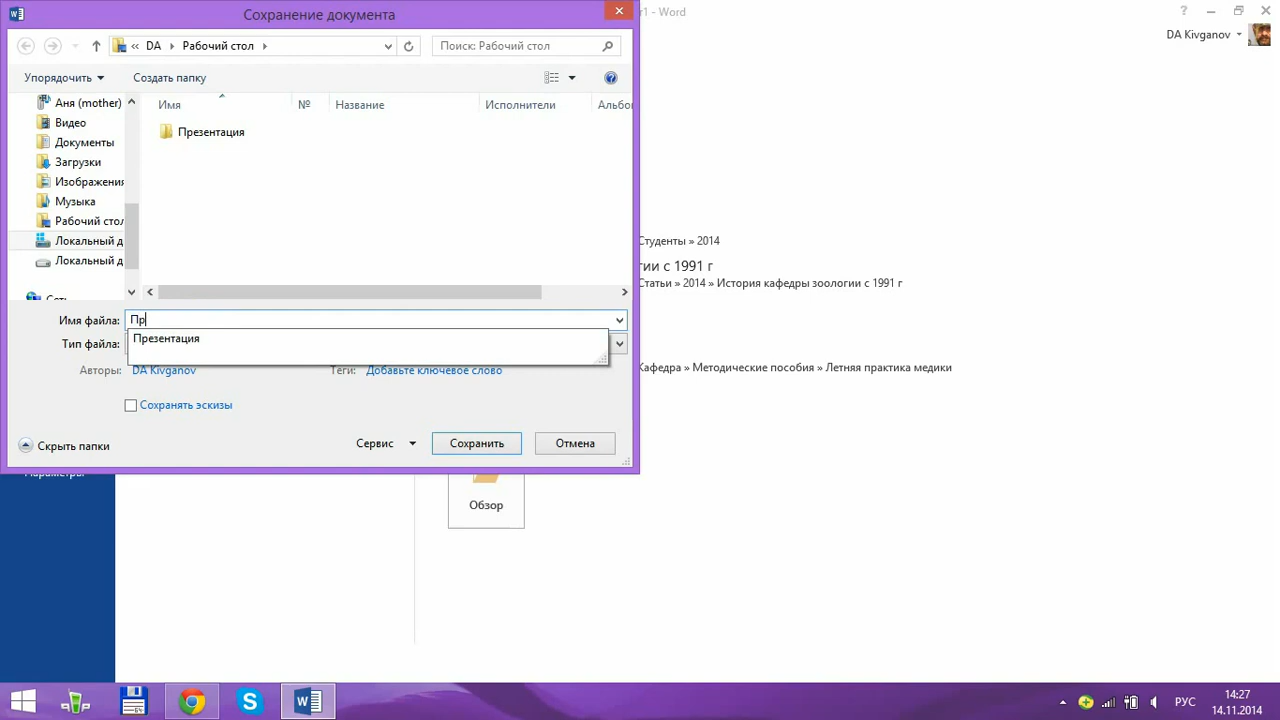 Сохранение документа
r1 - Word
?
DA Kivganov
« DA Рабочий стол
Поиск: Рабочий стол
Упорядочить
Создать папку
Имя
№
Название
Исполнители
Альбо
Аня (mother)
Видео
Документы
Загрузки
Изображения
Музыка
Рабочий стол
Локальный д
Локальный д
Сеть
Презентация
Имя файла: Пр
Презентация
Тип файла:
Авторы: DA Kivganov
Теги: Добавьте ключевое слово
Сохранять эскизы
Скрыть папки
Сервис
Сохранить
Отмена
Студенты » 2014
гии с 1991 г
Статьи » 2014 » История кафедры зоологии с 1991 г
Кафедра » Методические пособия » Летняя практика медики
Параметры
Обзор
РУС
14:27
14.11.2014